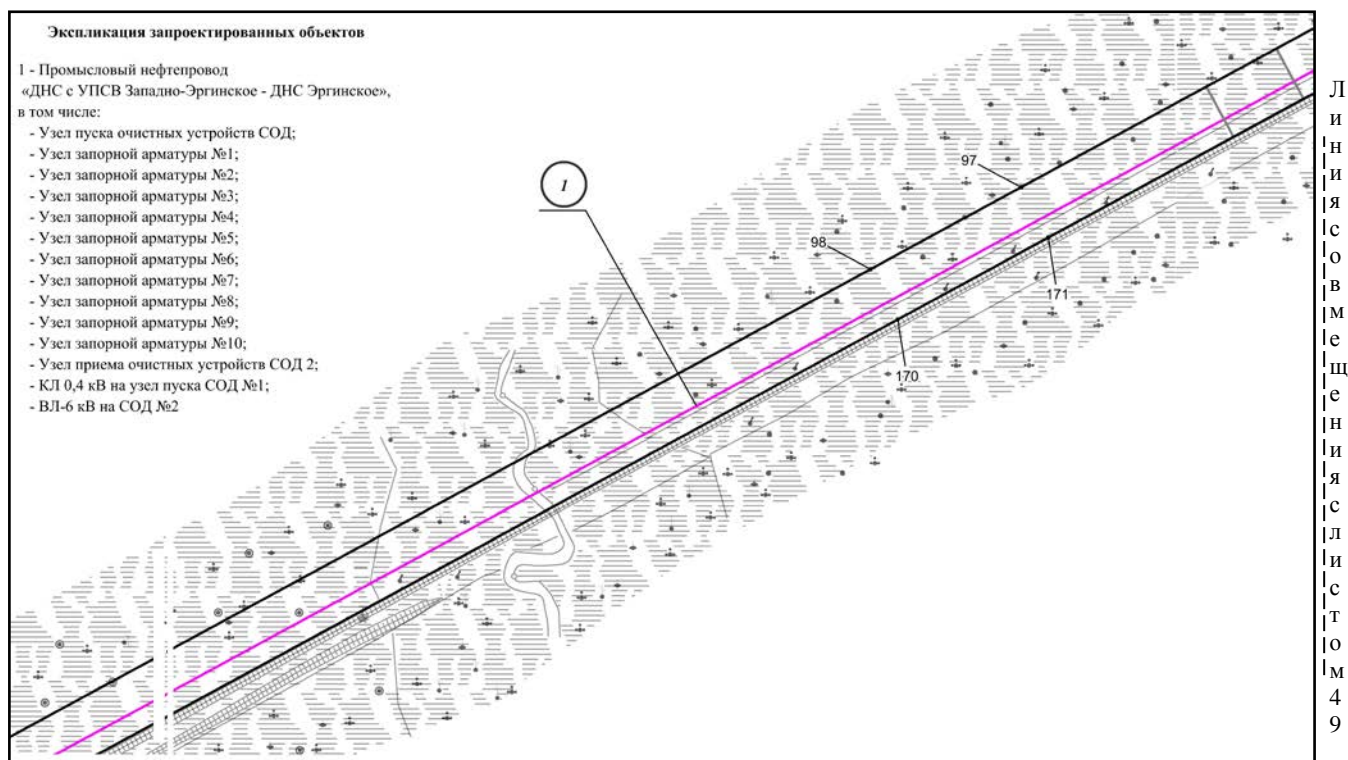 Экспликация запроектированных объектов
1 - Промысловый нефтепровод
«ДНС с УПСВ Западно-Эргинское - ДНС Эргинское»,
в том числе:
- Узел пуска очистных устройств СОД;
- Узел запорной арматуры №1;
- Узел запорной арматуры №2;
- Узел запорной арматуры №3;
- Узел запорной арматуры №4;
- Узел запорной арматуры №5;
- Узел запорной арматуры №6;
- Узел запорной арматуры №7;
- Узел запорной арматуры №8;
- Узел запорной арматуры №9;
- Узел запорной арматуры №10;
- Узел приема очистных устройств СОД2;
- КЛ 0,4 кВ на узел пуска СОД №1;
- ВЛ-6 кВ на СОД №2
1
97
98
171
170
Линия совмещения с листом 49